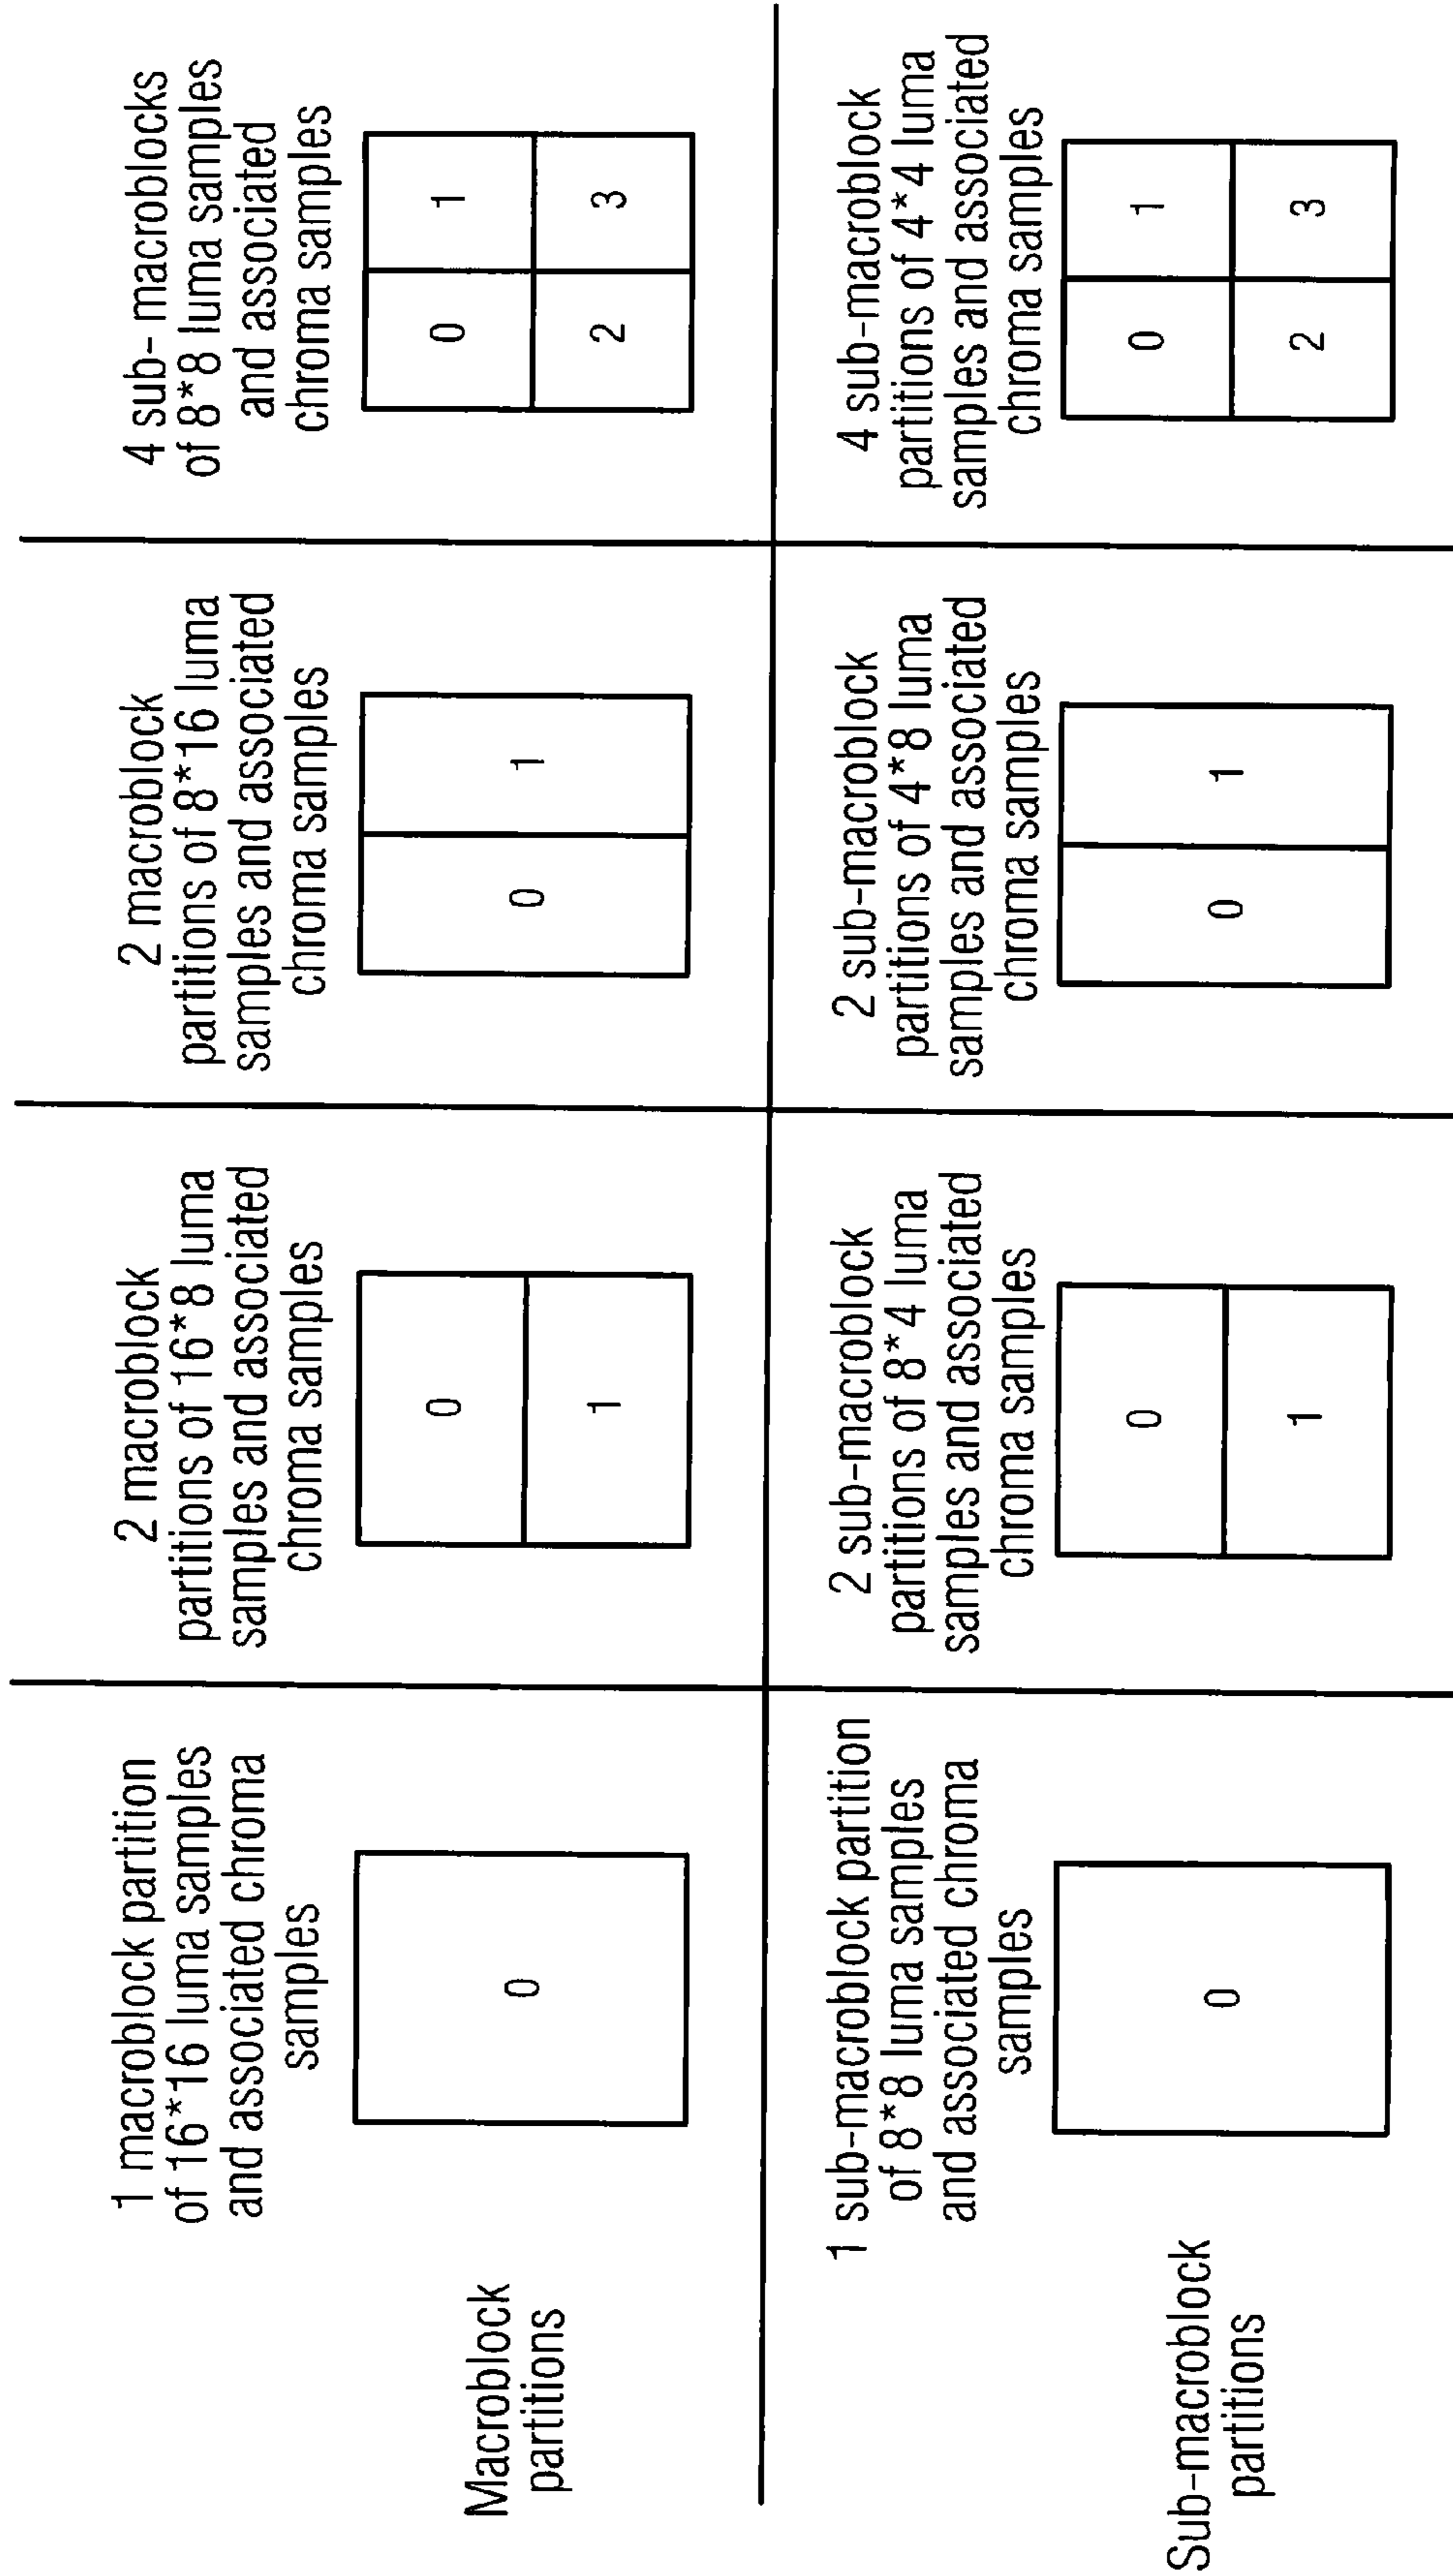 Macroblock
partitions
1 macroblock partition
of 16*16 luma samples
and associated chroma
samples
0
2 macroblock
partitions of 16*8 luma
samples and associated
chroma samples
0
1
2 macroblock
partitions of 8*16 luma
samples and associated
chroma samples
0 1
4 sub-macroblocks
of 8*8 luma samples
and associated
chroma samples
0 1
2 3
Sub-macroblock
partitions
1 sub-macroblock partition
of 8*8 luma samples
and associated chroma
samples
0
2 sub-macroblock
partitions of 8*4 luma
samples and associated
chroma samples
0
1
2 sub-macroblock
partitions of 4*8 luma
samples and associated
chroma samples
0 1
4 sub-macroblock
partitions of 4*4 luma
samples and associated
chroma samples
0 1
2 3